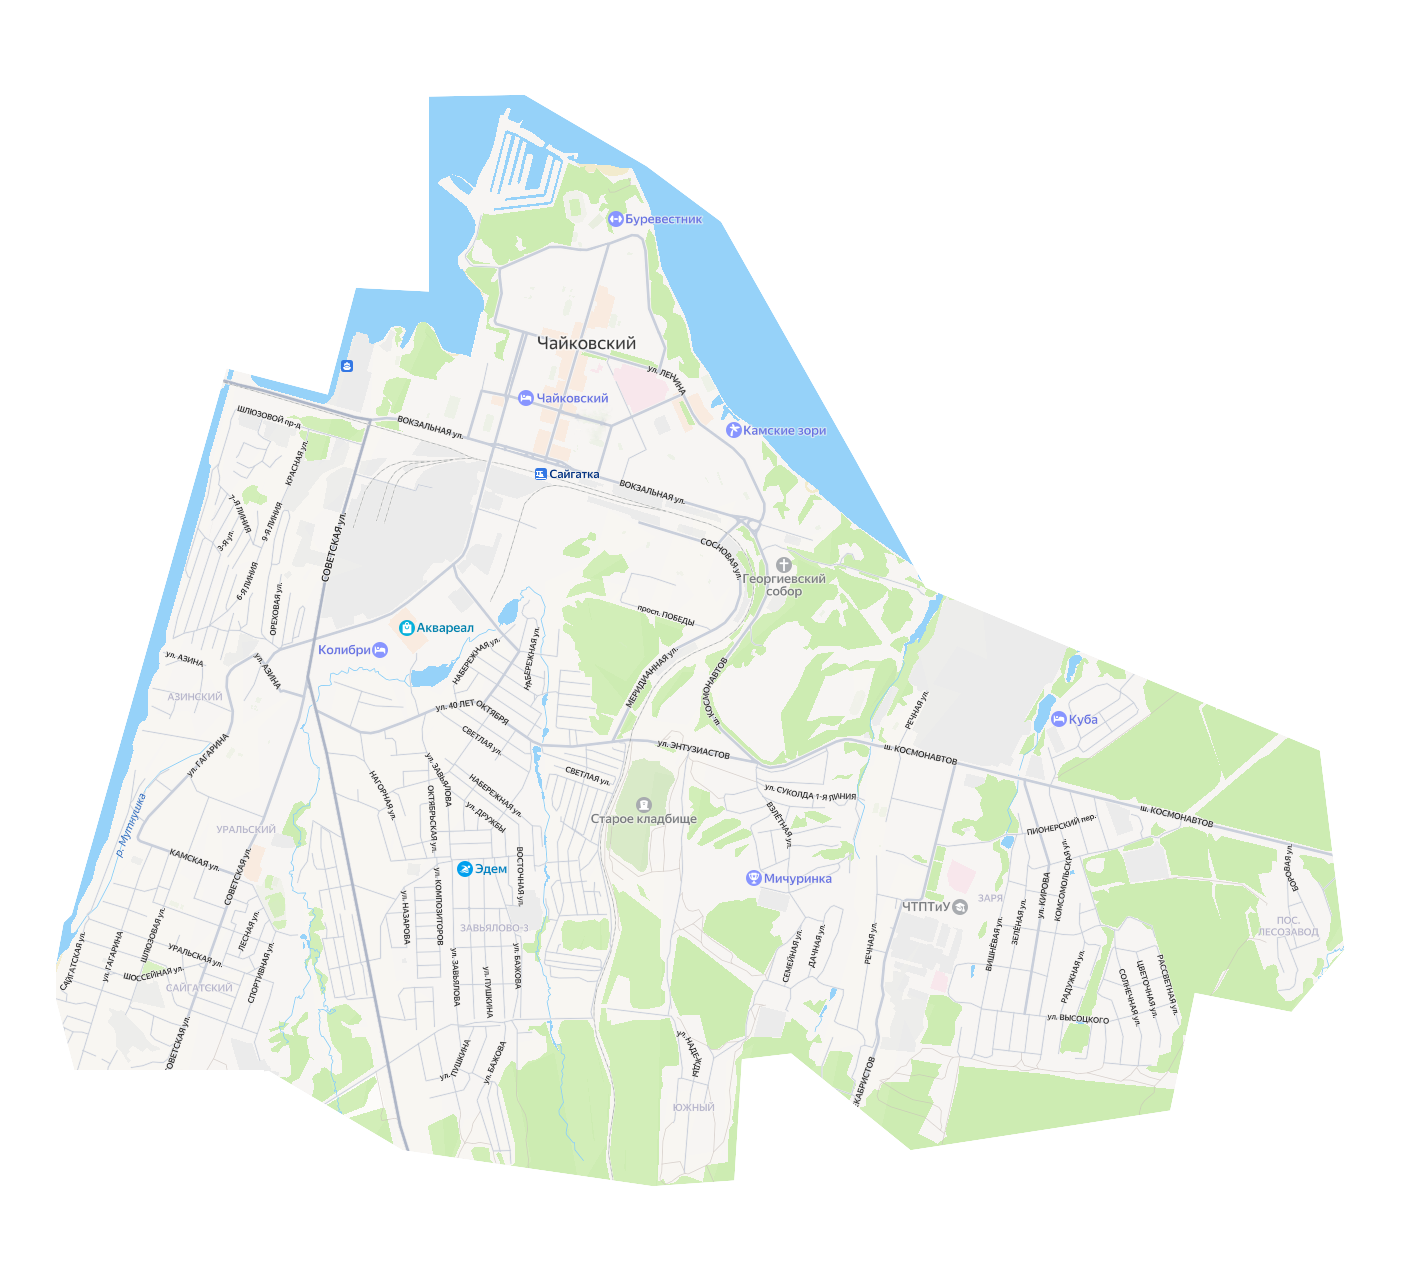 Буревестник
Чайковский
ул. ЛЕНИНА
Чайковский
ШЛЮЗОВОЙ пр-д
ВОКЗАЛЬНАЯ ул.
Камские зори
КРАСНАЯ ул.
Сайгатка
ВОКЗАЛЬНАЯ ул.
7-Я ЛИНИЯ
9-Я ЛИНИЯ
3-Я ул.
СОВЕТСКАЯ ул.
СОСНОВАЯ ул.
6-Я ЛИНИЯ
Георгиевский
собор
ОРЕХОВАЯ ул.
просп. ПОБЕДЫ
Аквареал
Колибри
ул. АЗИНА
ул. АЗИНА
НАБЕРЕЖНАЯ ул.
НАБЕРЕЖНАЯ ул.
МЕРИДИАННАЯ ул.
ш. КОСМОНАВТОВ
АЗИНСКИЙ
ул. 40 ЛЕТ ОКТЯБРЯ
РЕЧНАЯ ул.
Куба
СВЕТЛАЯ ул.
ул. ЭНТУЗИАСТОВ
ш. КОСМОНАВТОВ
ул. ГАГАРИНА
НАГОРНАЯ ул.
ул. ЗАВЬЯЛОВА
СВЕТЛАЯ ул.
НАБЕРЕЖНАЯ ул.
ул. СУКОЛДА 1-Я ЛИНИЯ
р. Мутнушка
ОКТЯБРЬСКАЯ ул.
ул. ДРУЖБЫ
Старое кладбище
ВЗЛЁТНАЯ ул.
ш. КОСМОНАВТОВ
УРАЛЬСКИЙ
ПИОНЕРСКИЙ пер.
КАМСКАЯ ул.
СОВЕТСКАЯ ул.
Эдем
ВОСТОЧНАЯ ул.
Мичуринка
КОМСОМОЛЬСКАЯ ул.
БОРОВАЯ ул.
ул. КИРОВА
ул. НАЗАРОВА
ул. КОМПОЗИТОРОВ
ЧТПТиУ
ЗАРЯ
ЗАВЬЯЛОВО-3
ПОС.
ЛЕСОЗАВОД
ШЛЮЗОВАЯ ул.
ЛЕСНАЯ ул.
СЕМЕЙНАЯ ул.
ДАЧНАЯ ул.
РЕЧНАЯ ул.
ВИШНЁВАЯ ул.
ЗЕЛЁНАЯ ул.
САЙГАТСКАЯ ул.
ул. ГАГАРИНА
УРАЛЬСКАЯ ул.
ШОССЕЙНАЯ ул.
САЙГАТСКИЙ
СПОРТИВНАЯ ул.
ул. ЗАВЬЯЛОВА
ул. ПУШКИНА
ул. БАЖОВА
РАДУЖНАЯ ул.
СОЛНЕЧНАЯ ул.
ЦВЕТОЧНАЯ ул.
РАССВЕТНАЯ ул.
ул. ВЫСОЦКОГО
ОВЕТСКАЯ ул.
ул. ПУШКИНА
ул. БАЖОВА
ул. НАДЕЖДЫ
ЕКАБРИСТОВ
ЮЖНЫЙ